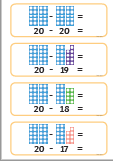 - =
20 - 20 =
- =
20 - 19 =
- =
20 - 18 =
- =
20 - 17 =